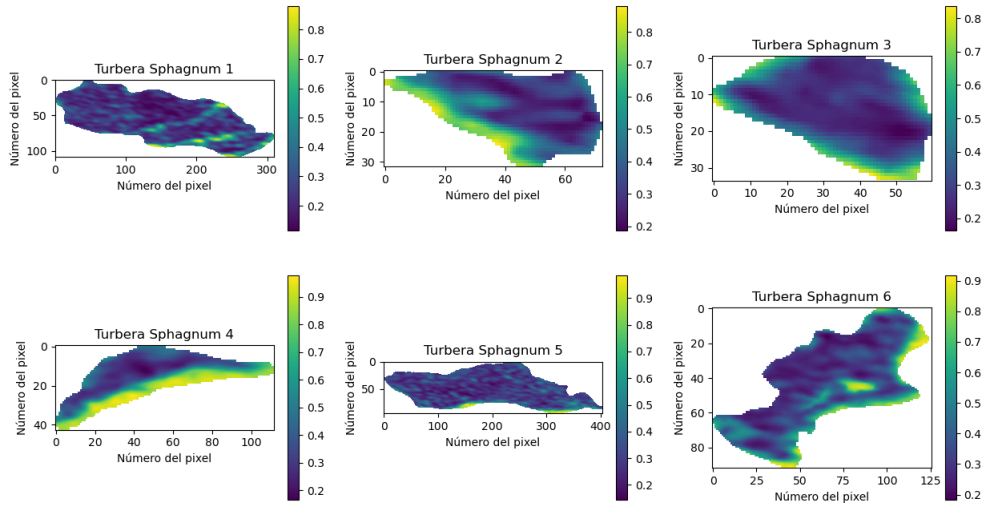 Turbera Sphagnum 1
Número del pixel
0
50
100
0 100 200 300
Número del pixel
0.8
0.7
0.6
0.5
0.4
0.3
0.2
Turbera Sphagnum 2
Número del pixel
0
10
20
30
0 20 40 60
Número del pixel
0.8
0.7
0.6
0.5
0.4
0.3
0.2
Turbera Sphagnum 3
Número del pixel
0
10
20
30
0 10 20 30 40 50
Número del pixel
0.8
0.7
0.6
0.5
0.4
0.3
0.2
Turbera Sphagnum 4
Número del pixel
0
20
40
0 20 40 60 80 100
Número del pixel
0.9
0.8
0.7
0.6
0.5
0.4
0.3
0.2
Turbera Sphagnum 5
Número del pixel
0
50
0 100 200 300 400
Número del pixel
0.9
0.8
0.7
0.6
0.5
0.4
0.3
0.2
Turbera Sphagnum 6
Número del pixel
0
20
40
60
80
0 25 50 75 100 125
Número del pixel
0.9
0.8
0.7
0.6
0.5
0.4
0.3
0.2